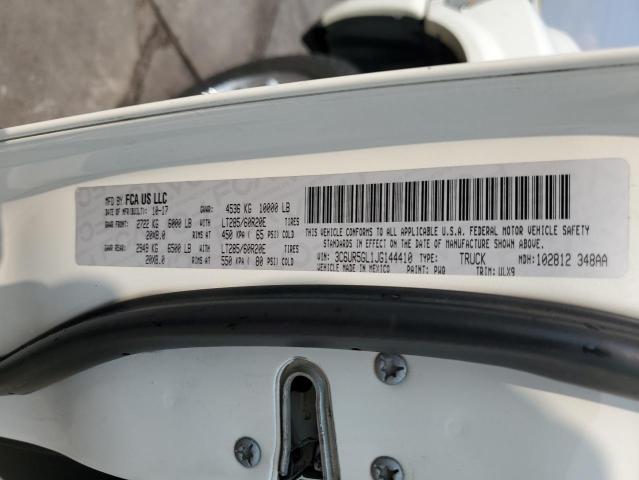 MFD BY FCA US LLC
DATE OF MFR(BUILT): 10-17 GVWR: 4536 KG 10000 LB
GAWR FRONT: 2722 KG 6000 LB WITH LT285/60R20E TIRES
20X8.0 RIMS AT 450 KPA ( 65 PSI) COLD
GAWR REAR: 2949 KG 6500 LB WITH LT285/60R20E TIRES
20X8.0 RIMS AT 550 KPA ( 80 PSI) COLD
THIS VEHICLE CONFORMS TO ALL APPLICABLE U.S.A. FEDERAL MOTOR VEHICLE SAFETY
STANDARDS IN EFFECT ON THE DATE OF MANUFACTURE SHOWN ABOVE.
VIN: 3C6UR5GL1JG144410 TYPE: TRUCK MDH: 102812 348AA
VEHICLE MADE IN MEXICO PAINT: PW8 TRIM: ULX9